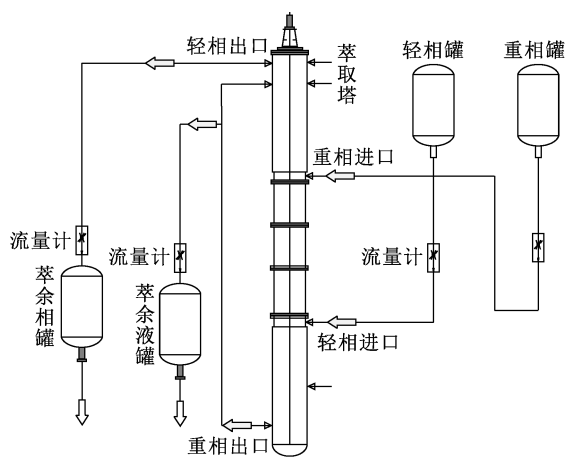 轻相出口
萃取塔
轻相罐
重相罐
重相进口
流量计
流量计
流量计
萃余相罐
萃余液罐
轻相进口
重相出口